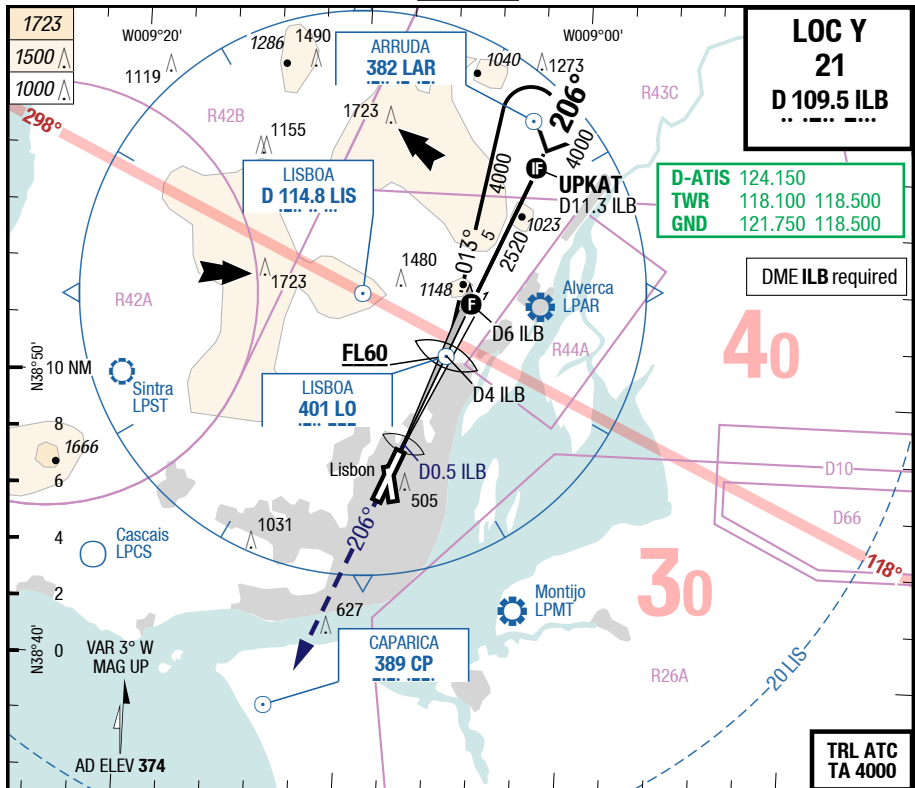 1723
1500
1000
W009°20'
W009°00'
1286
1490
1119
ARRUDA
382 LAR
1040
1273
LOC Y
21
D 109.5 ILB
R43C
206°
298°
R42B
1155
1723
4000
4000
IF
UPKAT
D11.3 ILB
D-ATIS 124.150
TWR 118.100 118.500
GND 121.750 118.500
LISBOA
D 114.8 LIS
1023
013°
5
2520
DME ILB required
1723
1480
1148
1
F
D6 ILB
Alverca
LPAR
R42A
R44A
40
N38°50'
10 NM
FL60
Sintra
LPST
LISBOA
401 LO
D4 ILB
8
1666
6
Lisbon
D0.5 ILB
505
D10
D66
4
Cascais
LPCS
1031
206°
118°
30
2
Montijo
LPMT
627
N38°40'
0
VAR 3° W
MAG UP
CAPARICA
389 CP
R26A
20 LIS
AD ELEV 374
TRL ATC
TA 4000